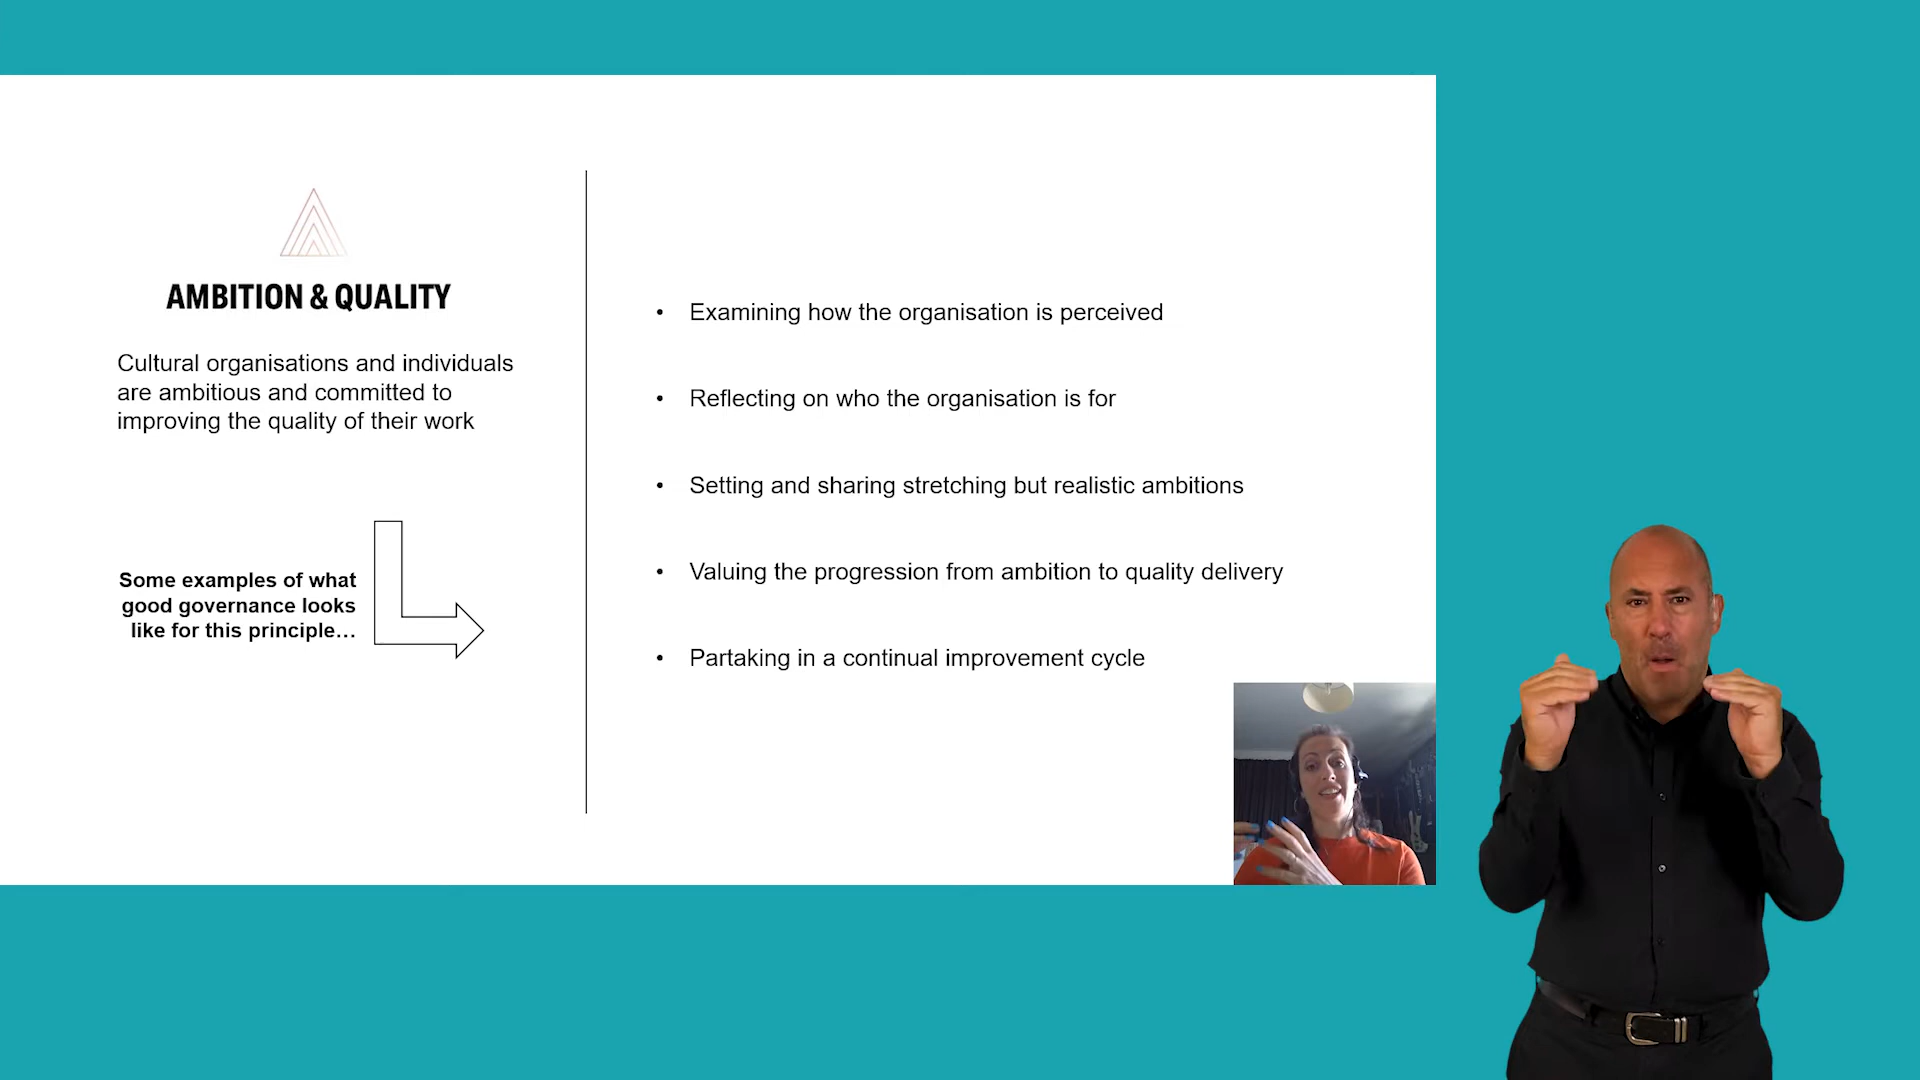 AMBITION & QUALITY
Cultural organisations and individuals
are ambitious and committed to
improving the quality of their work
Some examples of what
good governance looks
like for this principle…
• Examining how the organisation is perceived
• Reflecting on who the organisation is for
• Setting and sharing stretching but realistic ambitions
• Valuing the progression from ambition to quality delivery
• Partaking in a continual improvement cycle